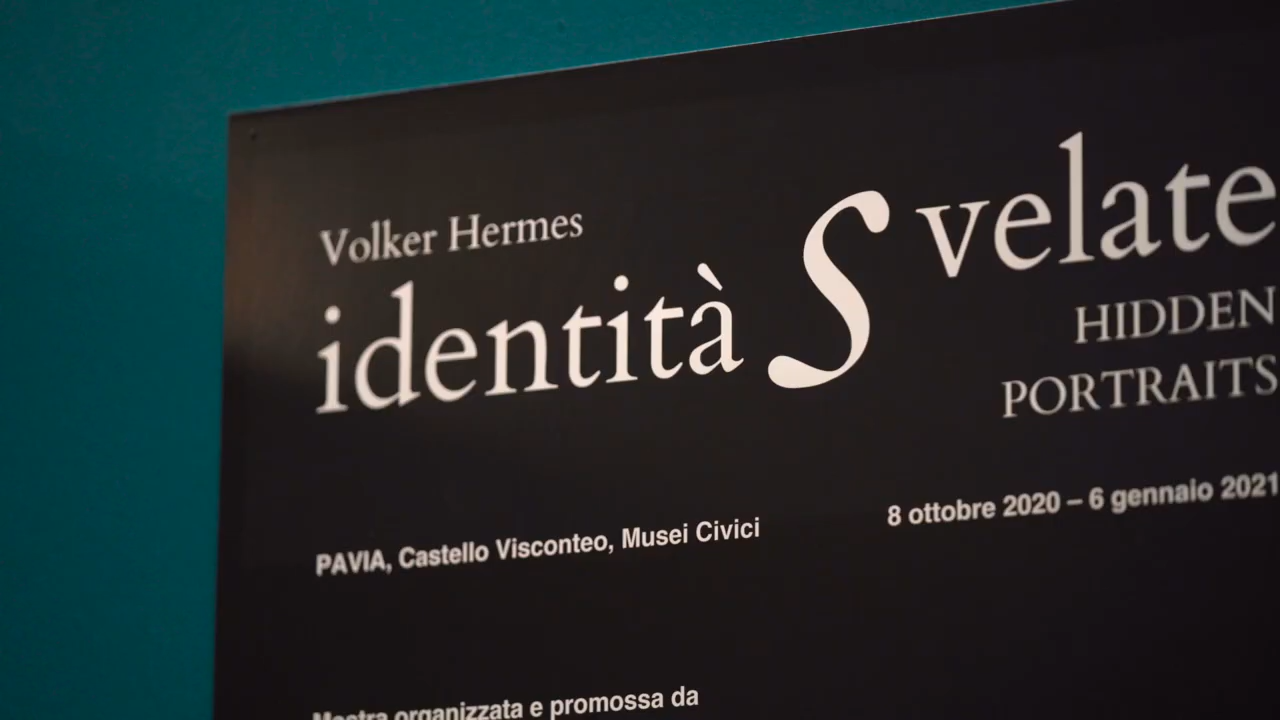 Volker Hermes
identità S velate
HIDDEN
PORTRAITS
8 ottobre 2020 – 6 gennaio 2021
PAVIA, Castello Visconteo, Musei Civici
Mostra organizzata e promossa da